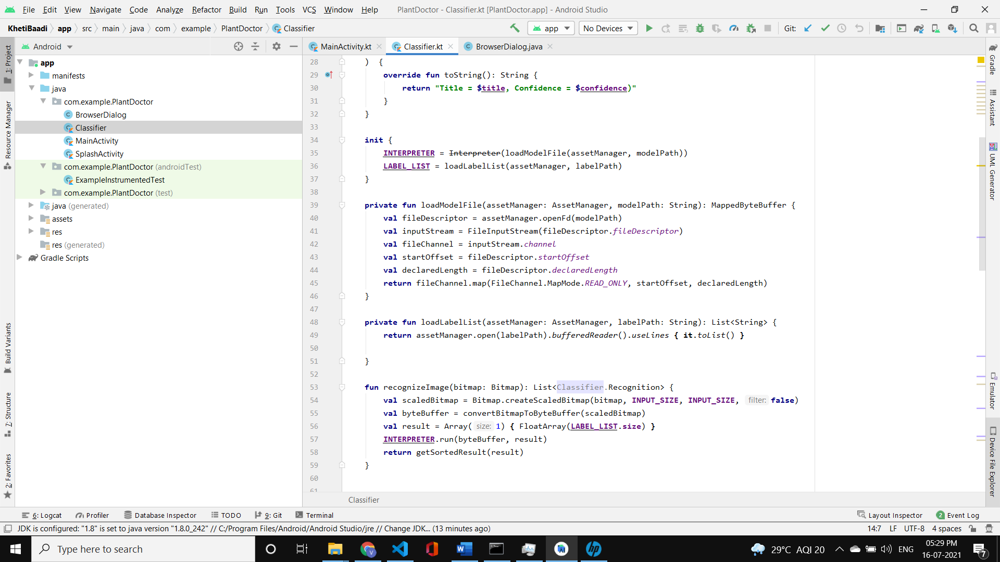 File Edit View Navigate Code Analyze Refactor Build Run Tools VCS Window Help PlantDoctor - Classifier.kt [PlantDoctor.app] - Android Studio
KhetiBaadi app src main java com example PlantDoctor Classifier app No Devices Git:
Android
MainActivity.kt Classifier.kt BrowserDialog.java
1: Project
Resource Manager
Build Variants
7: Structure
2: Favorites
app
manifests
java
com.example.PlantDoctor
BrowserDialog
Classifier
MainActivity
SplashActivity
com.example.PlantDoctor (androidTest)
ExampleInstrumentedTest
com.example.PlantDoctor (test)
java (generated)
assets
res
res (generated)
Gradle Scripts
28 ) {
29 override fun toString(): String {
30 return "Title = $title, Confidence = $confidence)"
31 }
32 }
33
34 init {
35 INTERPRETER = Interpreter(loadModelFile(assetManager, modelPath))
36 LABEL_LIST = loadLabelList(assetManager, labelPath)
37 }
38
39 private fun loadModelFile(assetManager: AssetManager, modelPath: String): MappedByteBuffer {
40 val fileDescriptor = assetManager.openFd(modelPath)
41 val inputStream = FileInputStream(fileDescriptor.fileDescriptor)
42 val fileChannel = inputStream.channel
43 val startOffset = fileDescriptor.startOffset
44 val declaredLength = fileDescriptor.declaredLength
45 return fileChannel.map(FileChannel.MapMode.READ_ONLY, startOffset, declaredLength)
46 }
47
48 private fun loadLabelList(assetManager: AssetManager, labelPath: String): List<String> {
49 return assetManager.open(labelPath).bufferedReader().useLines { it.toList() }
50
51 }
52
53 fun recognizeImage(bitmap: Bitmap): List<Classifier.Recognition> {
54 val scaledBitmap = Bitmap.createScaledBitmap(bitmap, INPUT_SIZE, INPUT_SIZE, filter: false)
55 val byteBuffer = convertBitmapToByteBuffer(scaledBitmap)
56 val result = Array( size: 1) { FloatArray(LABEL_LIST.size) }
57 INTERPRETER.run(byteBuffer, result)
58 return getSortedResult(result)
59 }
60
61
Classifier
Gradle
Assistant
UML Generator
Emulator
Device File Explorer
6: Logcat Profiler Database Inspector TODO 9: Git Terminal Layout Inspector 2 Event Log
JDK is configured: "1.8" is set to java version "1.8.0_242" // C:/Program Files/Android/Android Studio/jre // Change JDK... (13 minutes ago) 14:7 LF UTF-8 4 spaces
Type here to search 29°C AQI 20 ENG 05:29 PM
16-07-2021
7